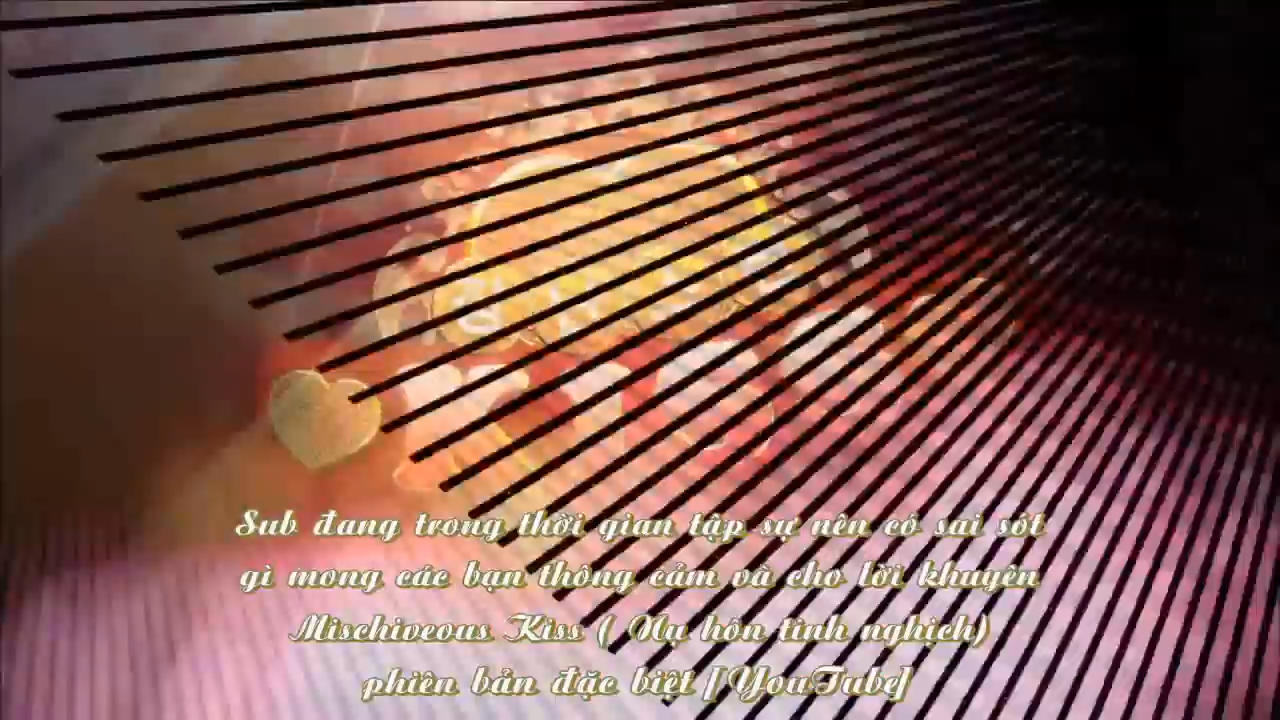 Sub đang trong thời gian tập sự nên có sai sót
gì mong các bạn thông cảm và cho lời khuyên
Mischiveous Kiss ( Nụ hôn tinh nghịch)
phiên bản đặc biệt [YouTube]